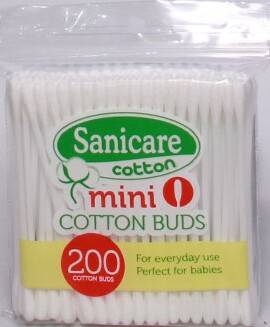 Sanicare
cotton
mini
COTTON BUDS
200
COTTON BUDS
For everyday use
Perfect for babies